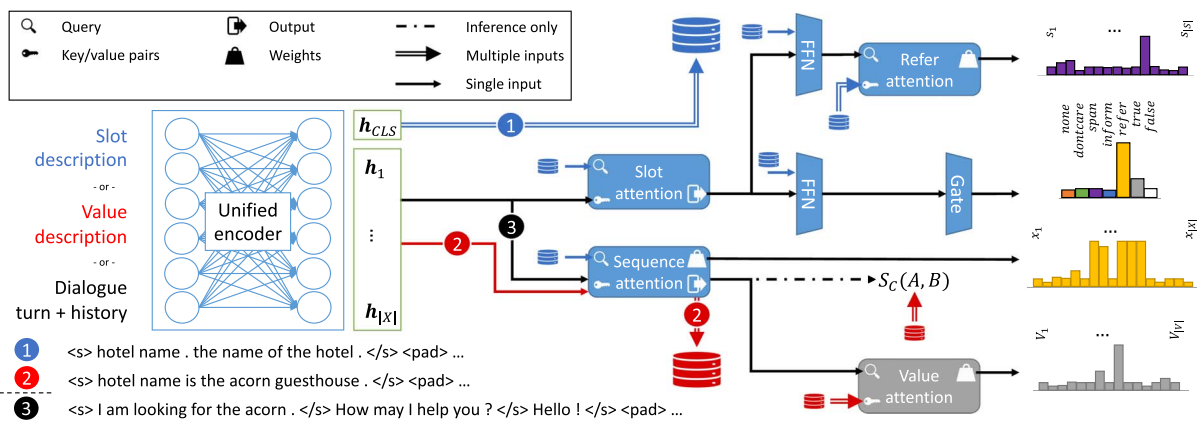 Query
Output
Inference only
Key/value pairs
Weights
Multiple inputs
Single input
Slot
description
- or -
Value
description
- or -
Dialogue
turn + history
Unified
encoder
h_CLS
h_1
⋮
h_|X|
1
3
2
Slot
attention
Sequence
attention
2
FFN
Refer
attention
FFN
Gate
S_C(A, B)
Value
attention
s_1 ... s_|S|
none
dontcare
span
inform
refer
true
false
x_1 ... x_|X|
V_1 ... V_|V|
1 <s> hotel name . the name of the hotel . </s> <pad> ...
2 <s> hotel name is the acorn guesthouse . </s> <pad> ...
3 <s> I am looking for the acorn . </s> How may I help you ? </s> Hello ! </s> <pad> ...